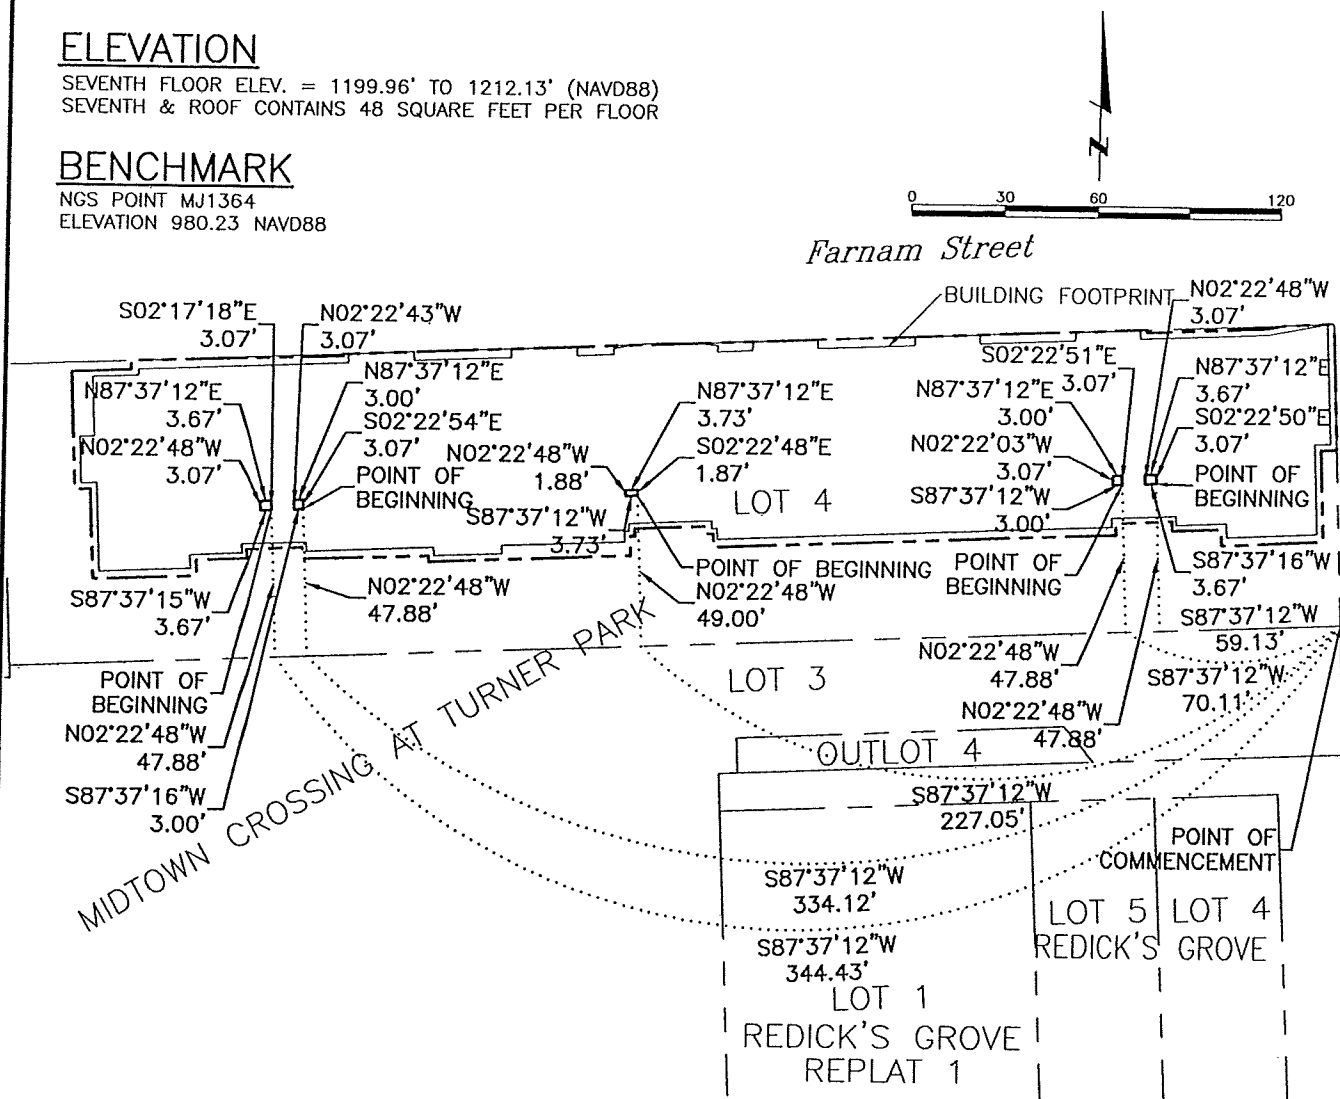 ELEVATION
SEVENTH FLOOR ELEV. = 1199.96' TO 1212.13' (NAVD88)
SEVENTH & ROOF CONTAINS 48 SQUARE FEET PER FLOOR
BENCHMARK
NGS POINT MJ1364
ELEVATION 980.23 NAVD88
N
0 30 60 120
Farnam Street
BUILDING FOOTPRINT
S02°17'18"E
3.07'
N02°22'43"W
3.07'
N87°37'12"E
3.00'
S02°22'54"E
3.07'
POINT OF
BEGINNING
N87°37'12"E
3.67'
N02°22'48"W
3.07'
N02°22'48"W
1.88'
S87°37'12"W
3.73'
N87°37'12"E
3.73'
S02°22'48"E
1.87'
LOT 4
S02°22'51"E
3.07'
N87°37'12"E
3.00'
N02°22'03"W
3.07'
S87°37'12"W
3.00'
N02°22'48"W
3.07'
N87°37'12"E
3.67'
S02°22'50"E
3.07'
POINT OF
BEGINNING
POINT OF BEGINNING
N02°22'48"W
49.00'
POINT OF
BEGINNING
S87°37'16"W
3.67'
S87°37'12"W
59.13'
S87°37'12"W
70.11'
N02°22'48"W
47.88'
N02°22'48"W
47.88'
S87°37'15"W
3.67'
N02°22'48"W
47.88'
POINT OF
BEGINNING
N02°22'48"W
47.88'
S87°37'16"W
3.00'
MIDTOWN CROSSING AT TURNER PARK
LOT 3
OUTLOT 4
S87°37'12"W
227.05'
S87°37'12"W
334.12'
S87°37'12"W
344.43'
POINT OF
COMMENCEMENT
LOT 5 LOT 4
REDICK'S GROVE
LOT 1
REDICK'S GROVE
REPLAT 1